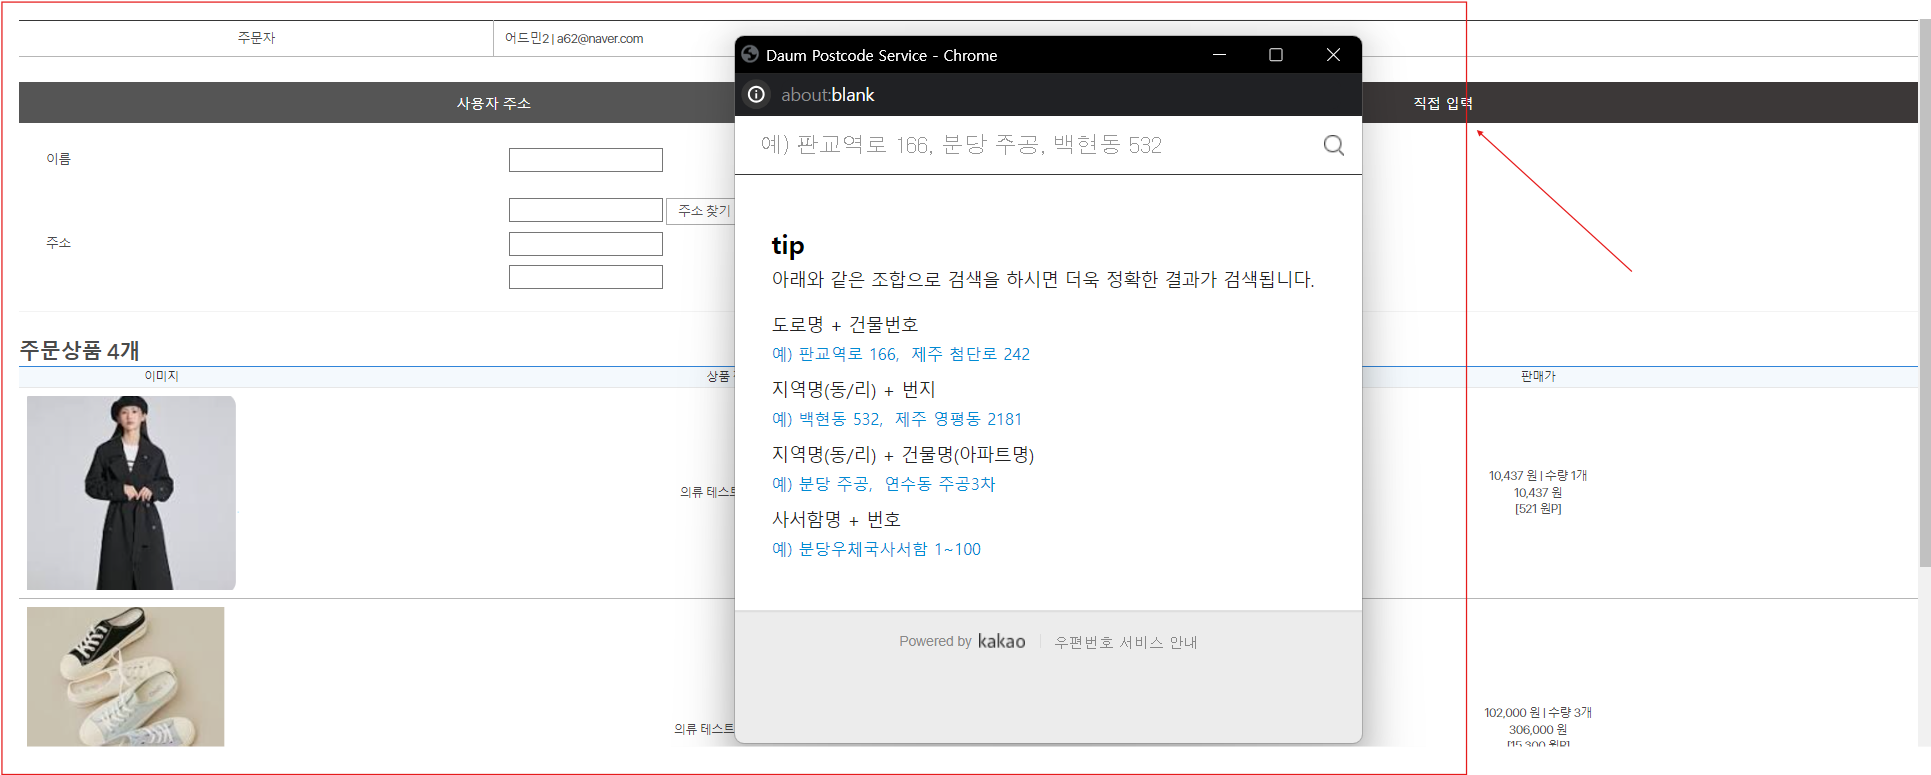 주문자
어드민2 | a62@naver.com
Daum Postcode Service - Chrome
about:blank
사용자 주소
직접 입력
예) 판교역로 166, 분당 주공, 백현동 532
이름
주소 찾기
주소
tip
아래와 같은 조합으로 검색을 하시면 더욱 정확한 결과가 검색됩니다.
도로명 + 건물번호
예) 판교역로 166, 제주 첨단로 242
지역명(동/리) + 번지
예) 백현동 532, 제주 영평동 2181
지역명(동/리) + 건물명(아파트명)
예) 분당 주공, 연수동 주공3차
사서함명 + 번호
예) 분당우체국사서함 1~100
Powered by kakao
우편번호 서비스 안내
주문상품 4개
이미지
상품
판매가
의류 테스트
10,437 원 | 수량 1개
10,437 원
[521 원P]
의류 테스트
102,000 원 | 수량 3개
306,000 원
[15,300 원P]